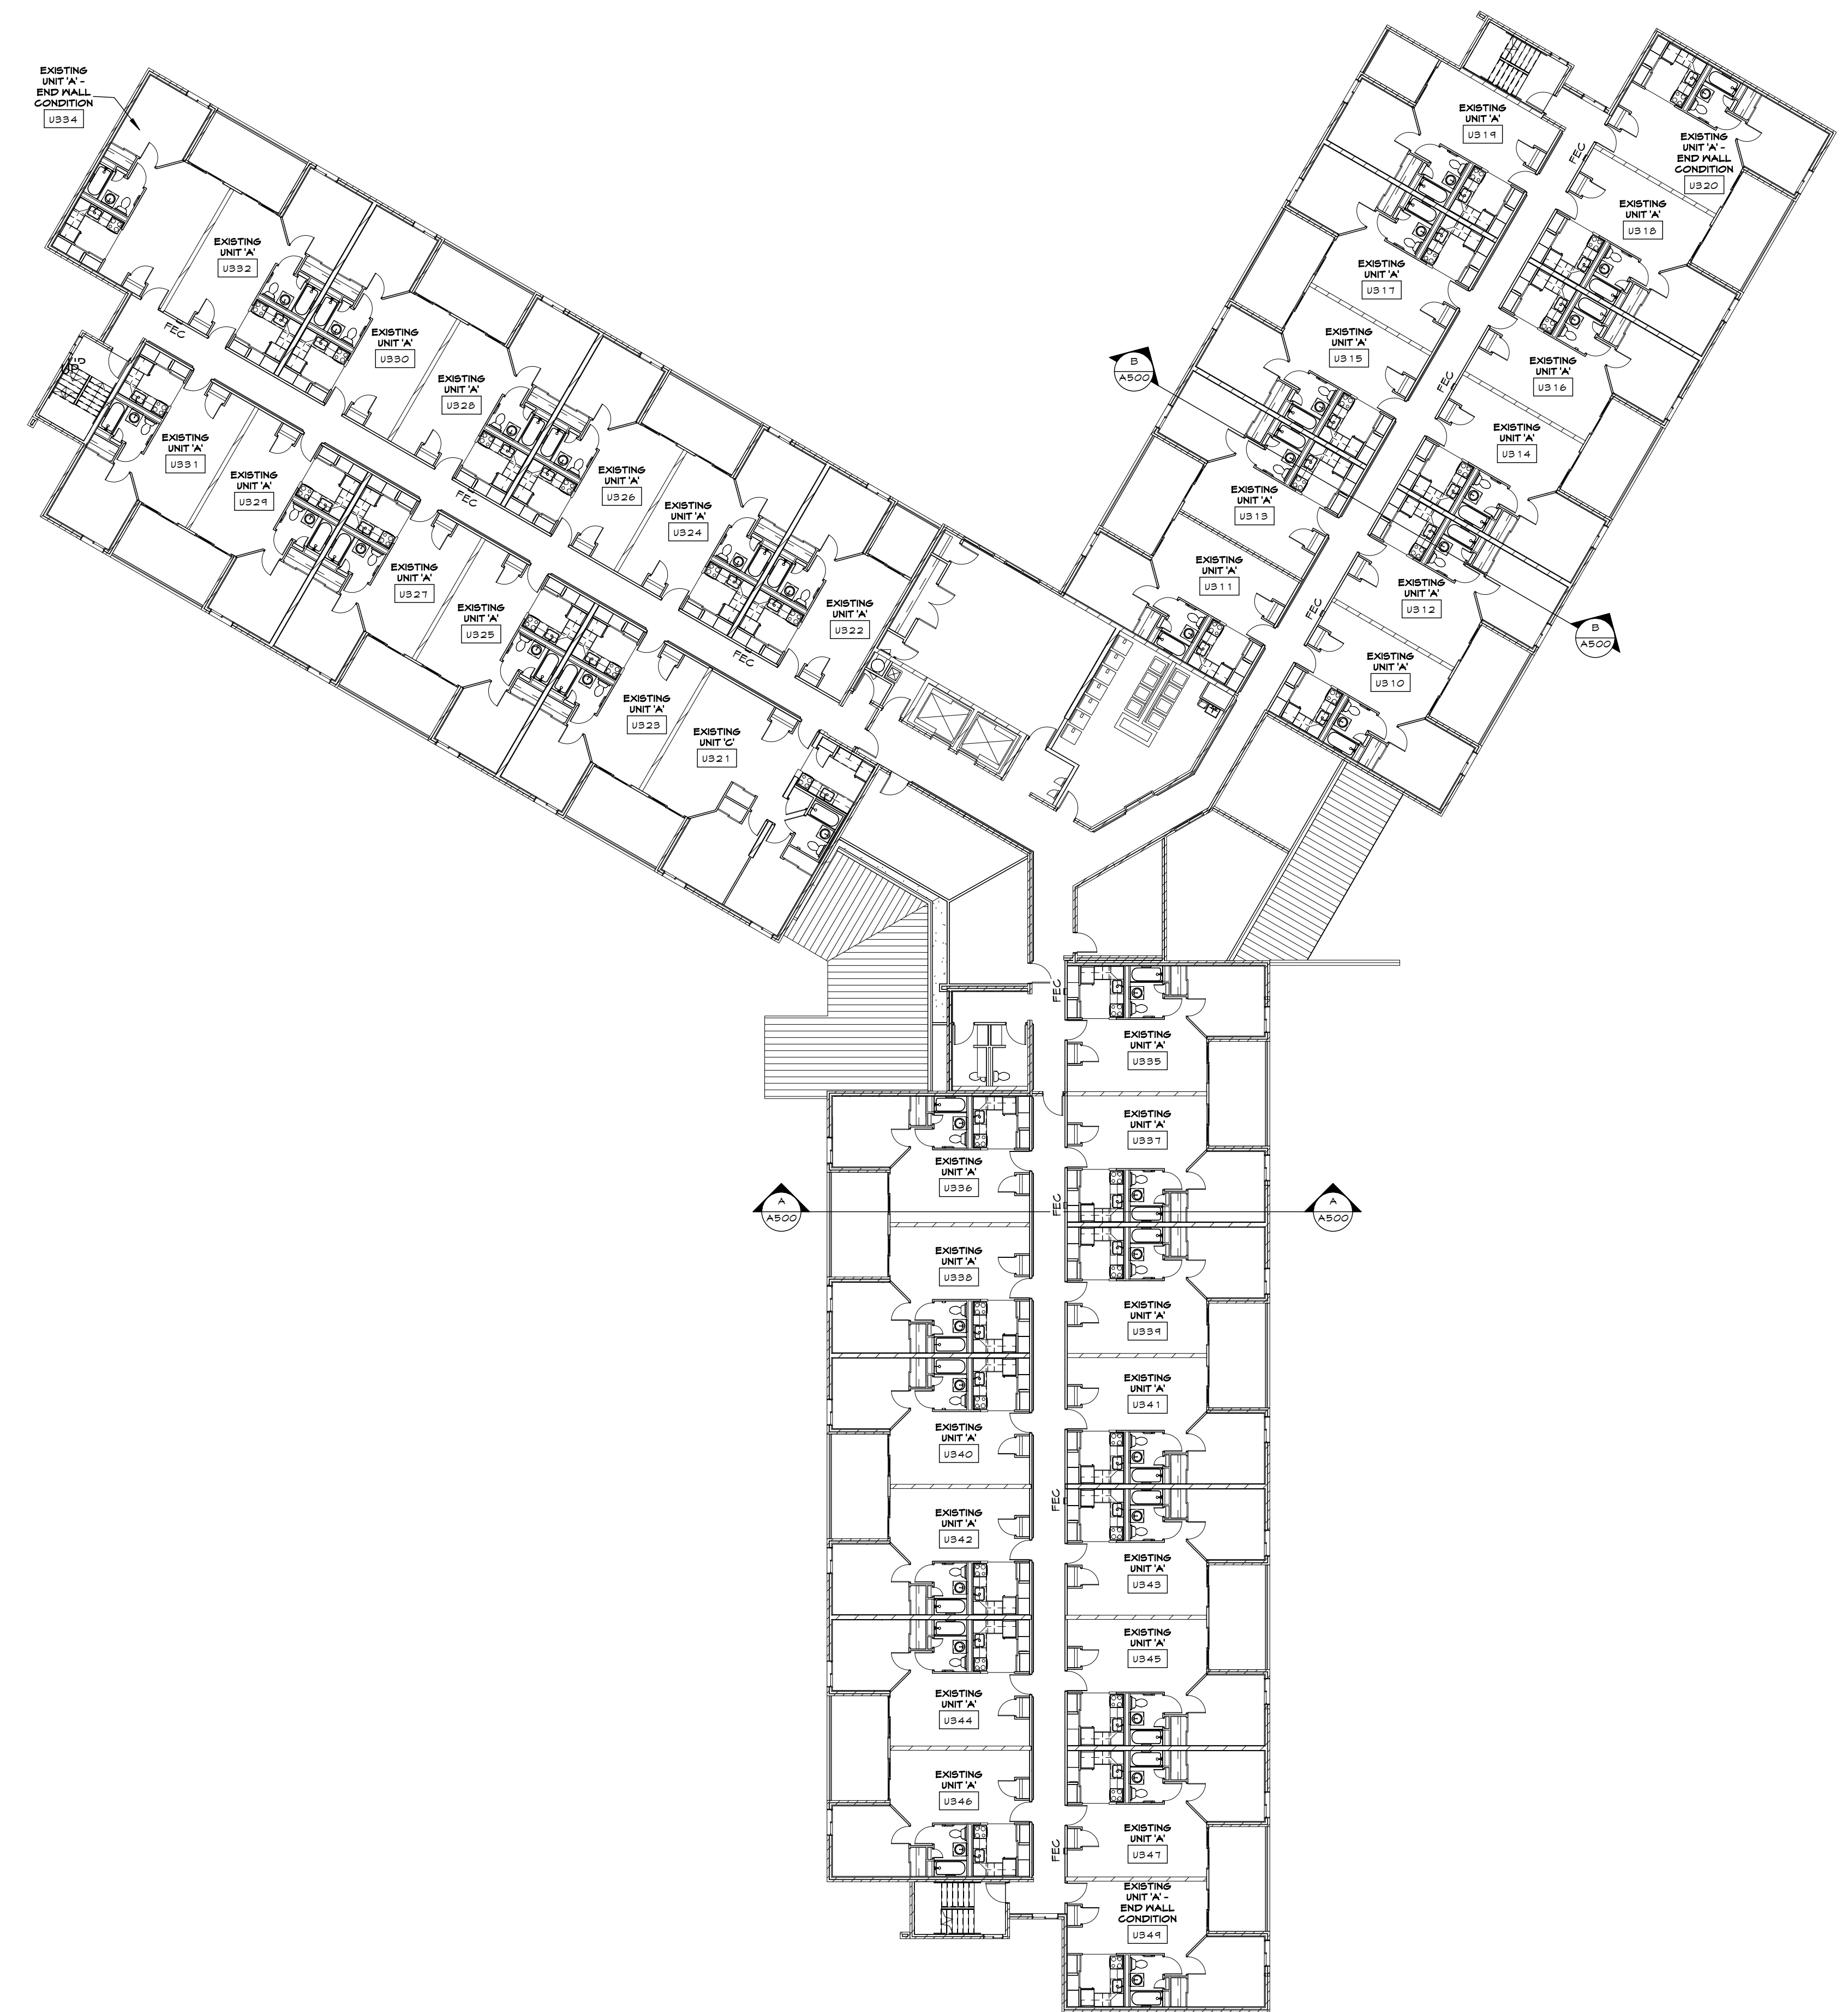 EXISTING
UNIT 'A' -
END WALL
CONDITION
U334
EXISTING
UNIT 'A'
U332
EXISTING
UNIT 'A'
U330
EXISTING
UNIT 'A'
U328
EXISTING
UNIT 'A'
U326
EXISTING
UNIT 'A'
U324
EXISTING
UNIT 'A'
U322
FEC
FEC
FEC
UP
EXISTING
UNIT 'A'
U331
EXISTING
UNIT 'A'
U329
EXISTING
UNIT 'A'
U327
EXISTING
UNIT 'A'
U325
EXISTING
UNIT 'A'
U323
EXISTING
UNIT 'C'
U321
EXISTING
UNIT 'A'
U319
EXISTING
UNIT 'A' -
END WALL
CONDITION
U320
FEC
EXISTING
UNIT 'A'
U318
EXISTING
UNIT 'A'
U317
EXISTING
UNIT 'A'
U315
EXISTING
UNIT 'A'
U316
B
A500
FEC
EXISTING
UNIT 'A'
U314
EXISTING
UNIT 'A'
U313
EXISTING
UNIT 'A'
U311
EXISTING
UNIT 'A'
U312
FEC
B
A500
EXISTING
UNIT 'A'
U310
FEC
EXISTING
UNIT 'A'
U335
EXISTING
UNIT 'A'
U337
EXISTING
UNIT 'A'
U336
A
A500
FEC
A
A500
EXISTING
UNIT 'A'
U338
EXISTING
UNIT 'A'
U339
EXISTING
UNIT 'A'
U341
EXISTING
UNIT 'A'
U340
FEC
EXISTING
UNIT 'A'
U342
EXISTING
UNIT 'A'
U343
EXISTING
UNIT 'A'
U345
EXISTING
UNIT 'A'
U344
EXISTING
UNIT 'A'
U346
FEC
EXISTING
UNIT 'A'
U347
EXISTING
UNIT 'A' -
END WALL
CONDITION
U349